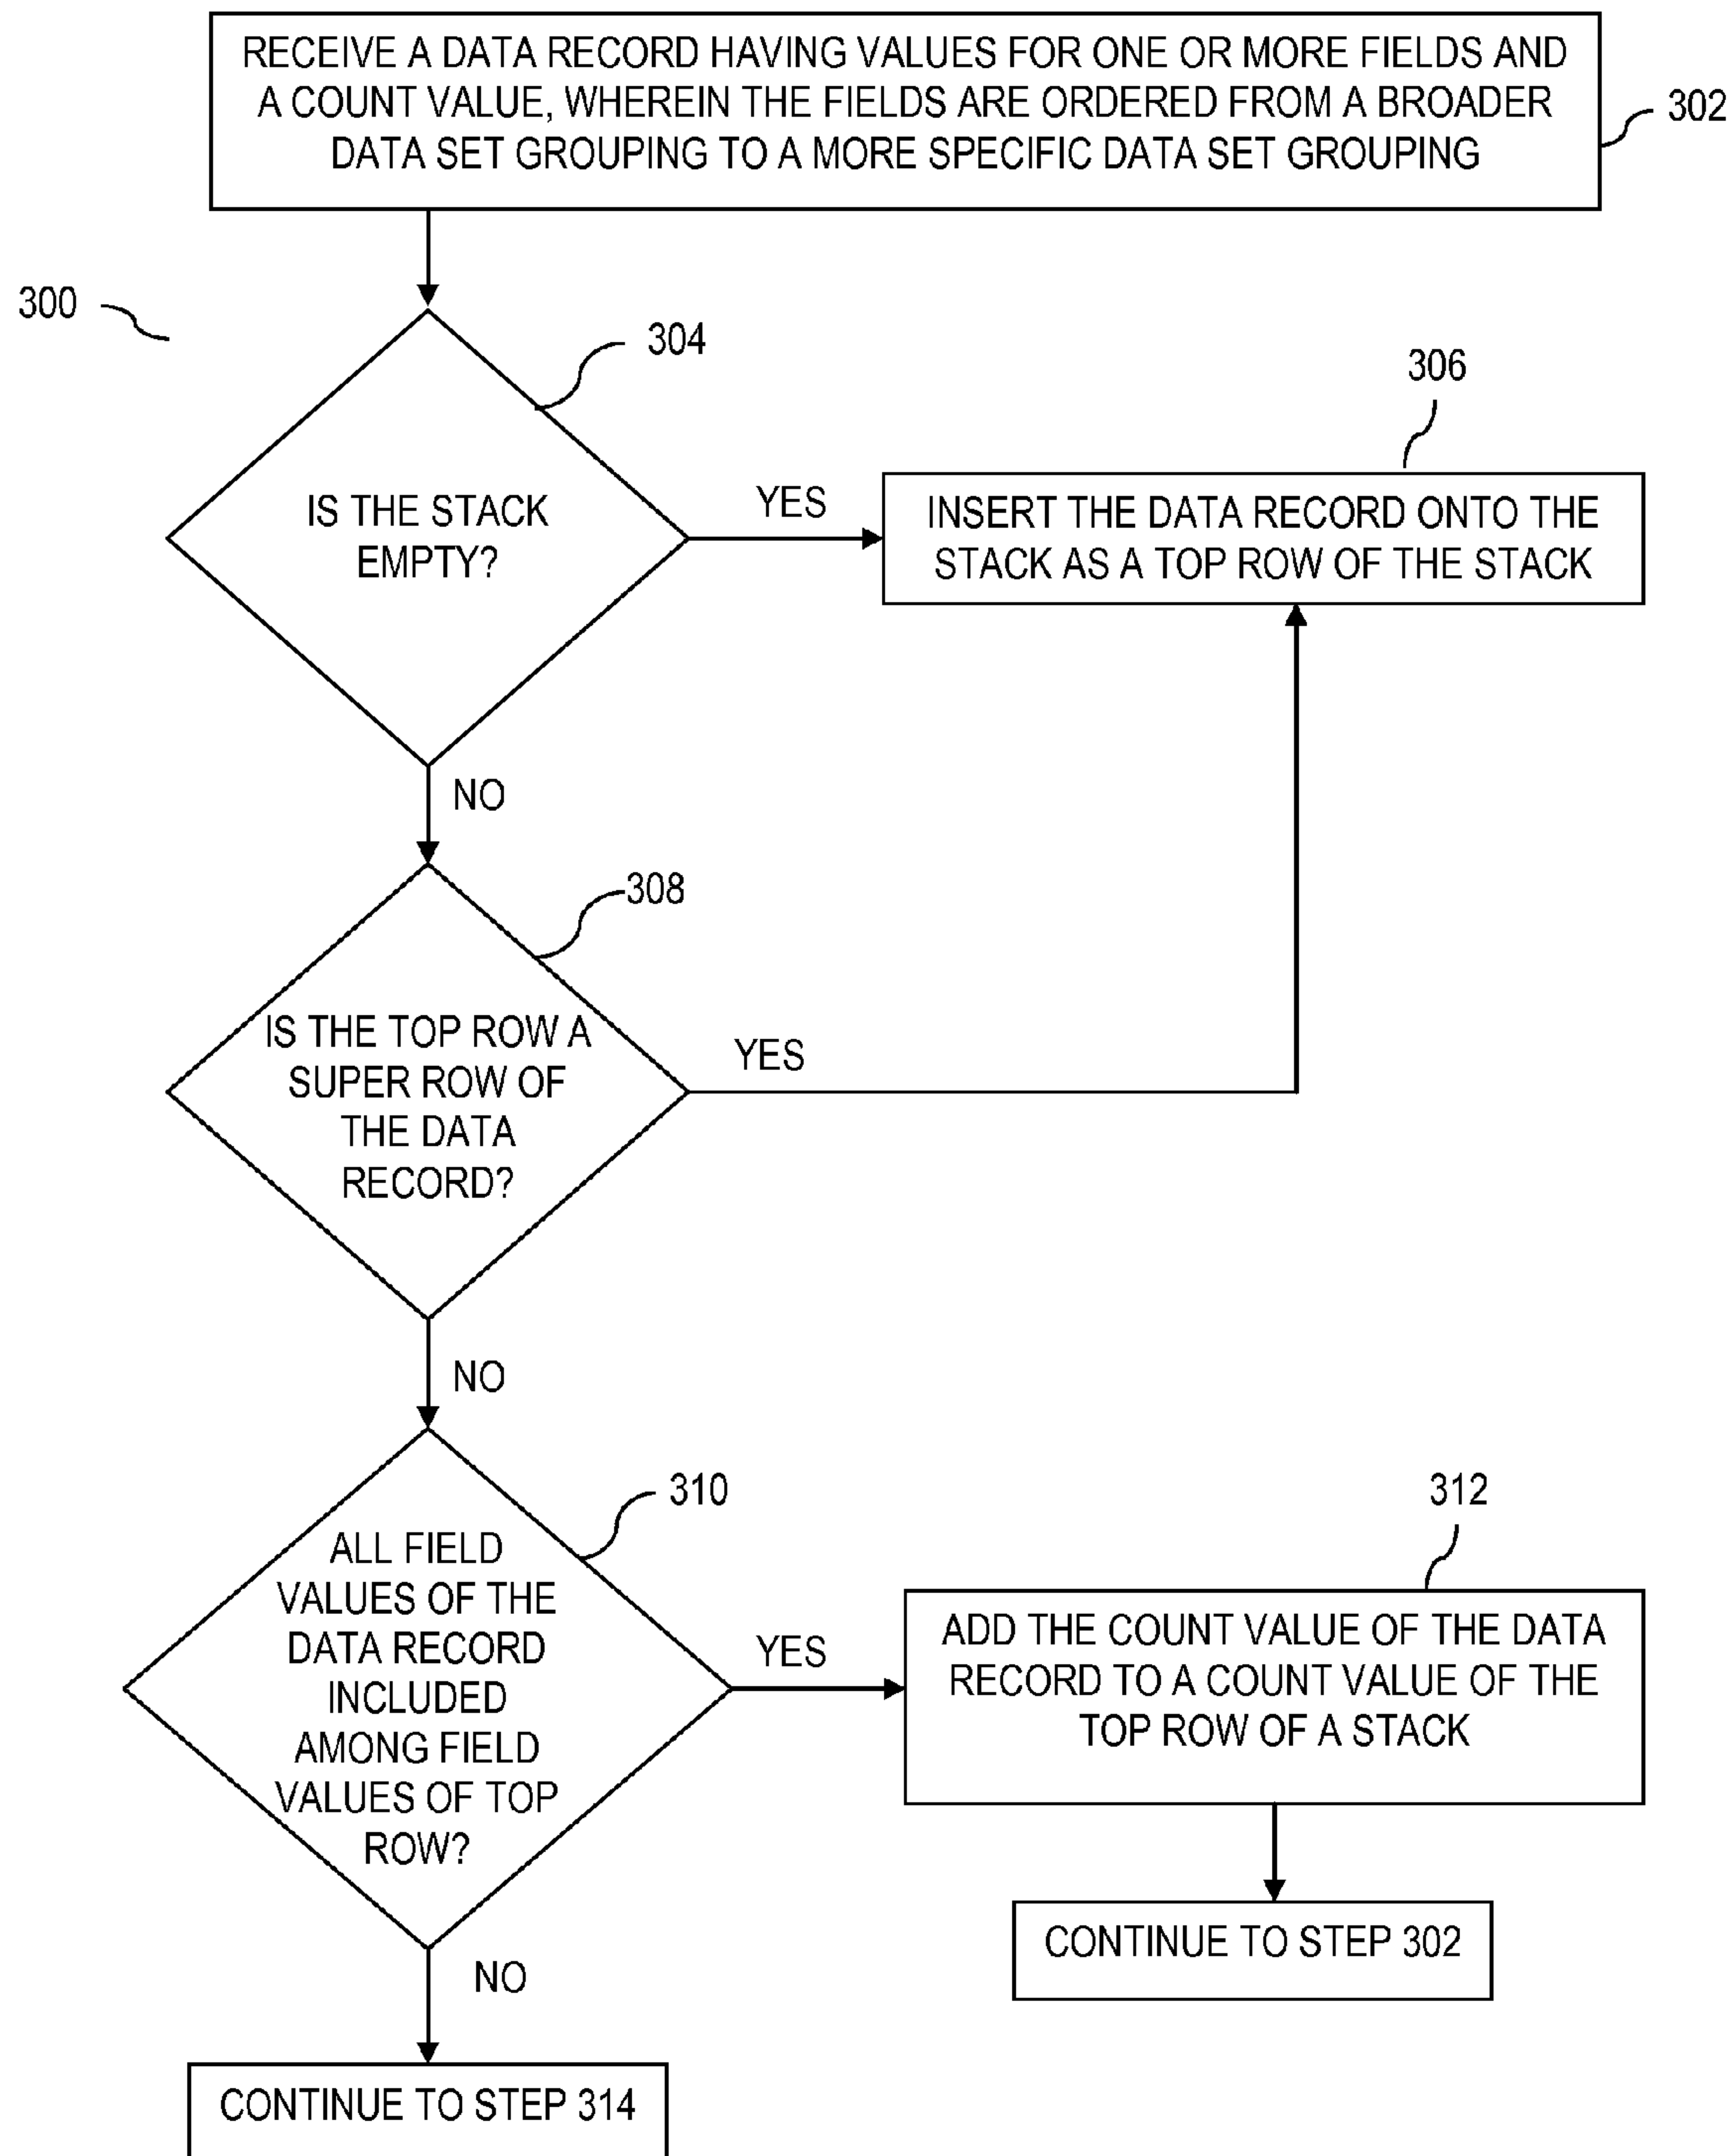 RECEIVE A DATA RECORD HAVING VALUES FOR ONE OR MORE FIELDS AND
A COUNT VALUE, WHEREIN THE FIELDS ARE ORDERED FROM A BROADER
DATA SET GROUPING TO A MORE SPECIFIC DATA SET GROUPING
302
300
304
306
IS THE STACK
EMPTY?
YES
INSERT THE DATA RECORD ONTO THE
STACK AS A TOP ROW OF THE STACK
NO
308
IS THE TOP ROW A
SUPER ROW OF
THE DATA
RECORD?
YES
NO
310
312
ALL FIELD
VALUES OF THE
DATA RECORD
INCLUDED
AMONG FIELD
VALUES OF TOP
ROW?
YES
ADD THE COUNT VALUE OF THE DATA
RECORD TO A COUNT VALUE OF THE
TOP ROW OF A STACK
CONTINUE TO STEP 302
NO
CONTINUE TO STEP 314